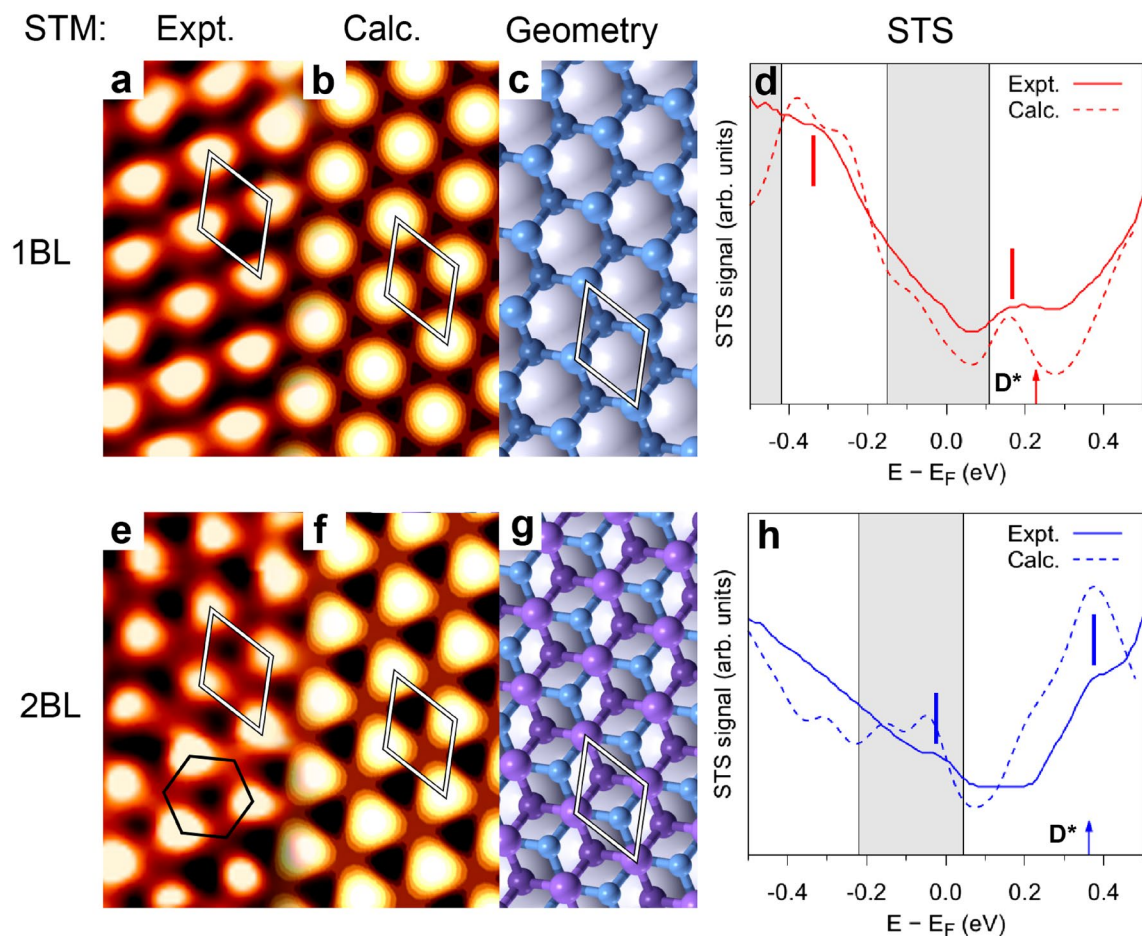 STM: Expt. Calc. Geometry STS
a b c d
Expt.
Calc.
1BL
STS signal (arb. units)
D*
-0.4 -0.2 0.0 0.2 0.4
E − E_F (eV)
e f g h
Expt.
Calc.
2BL
STS signal (arb. units)
D*
-0.4 -0.2 0.0 0.2 0.4
E − E_F (eV)